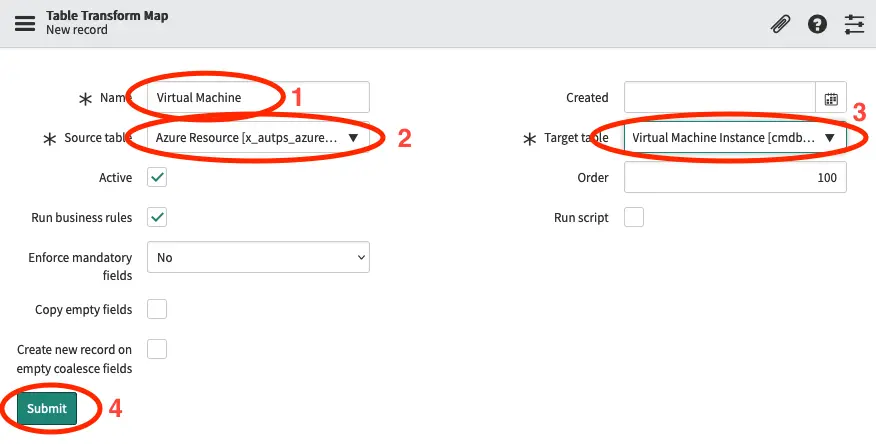 Table Transform Map
New record
Name
Virtual Machine
1
Created
Source table
Azure Resource [x_autps_azure...
2
Target table
Virtual Machine Instance [cmdb...
3
Active
Order
100
Run business rules
Run script
Enforce mandatory
fields
No
Copy empty fields
Create new record on
empty coalesce fields
Submit
4